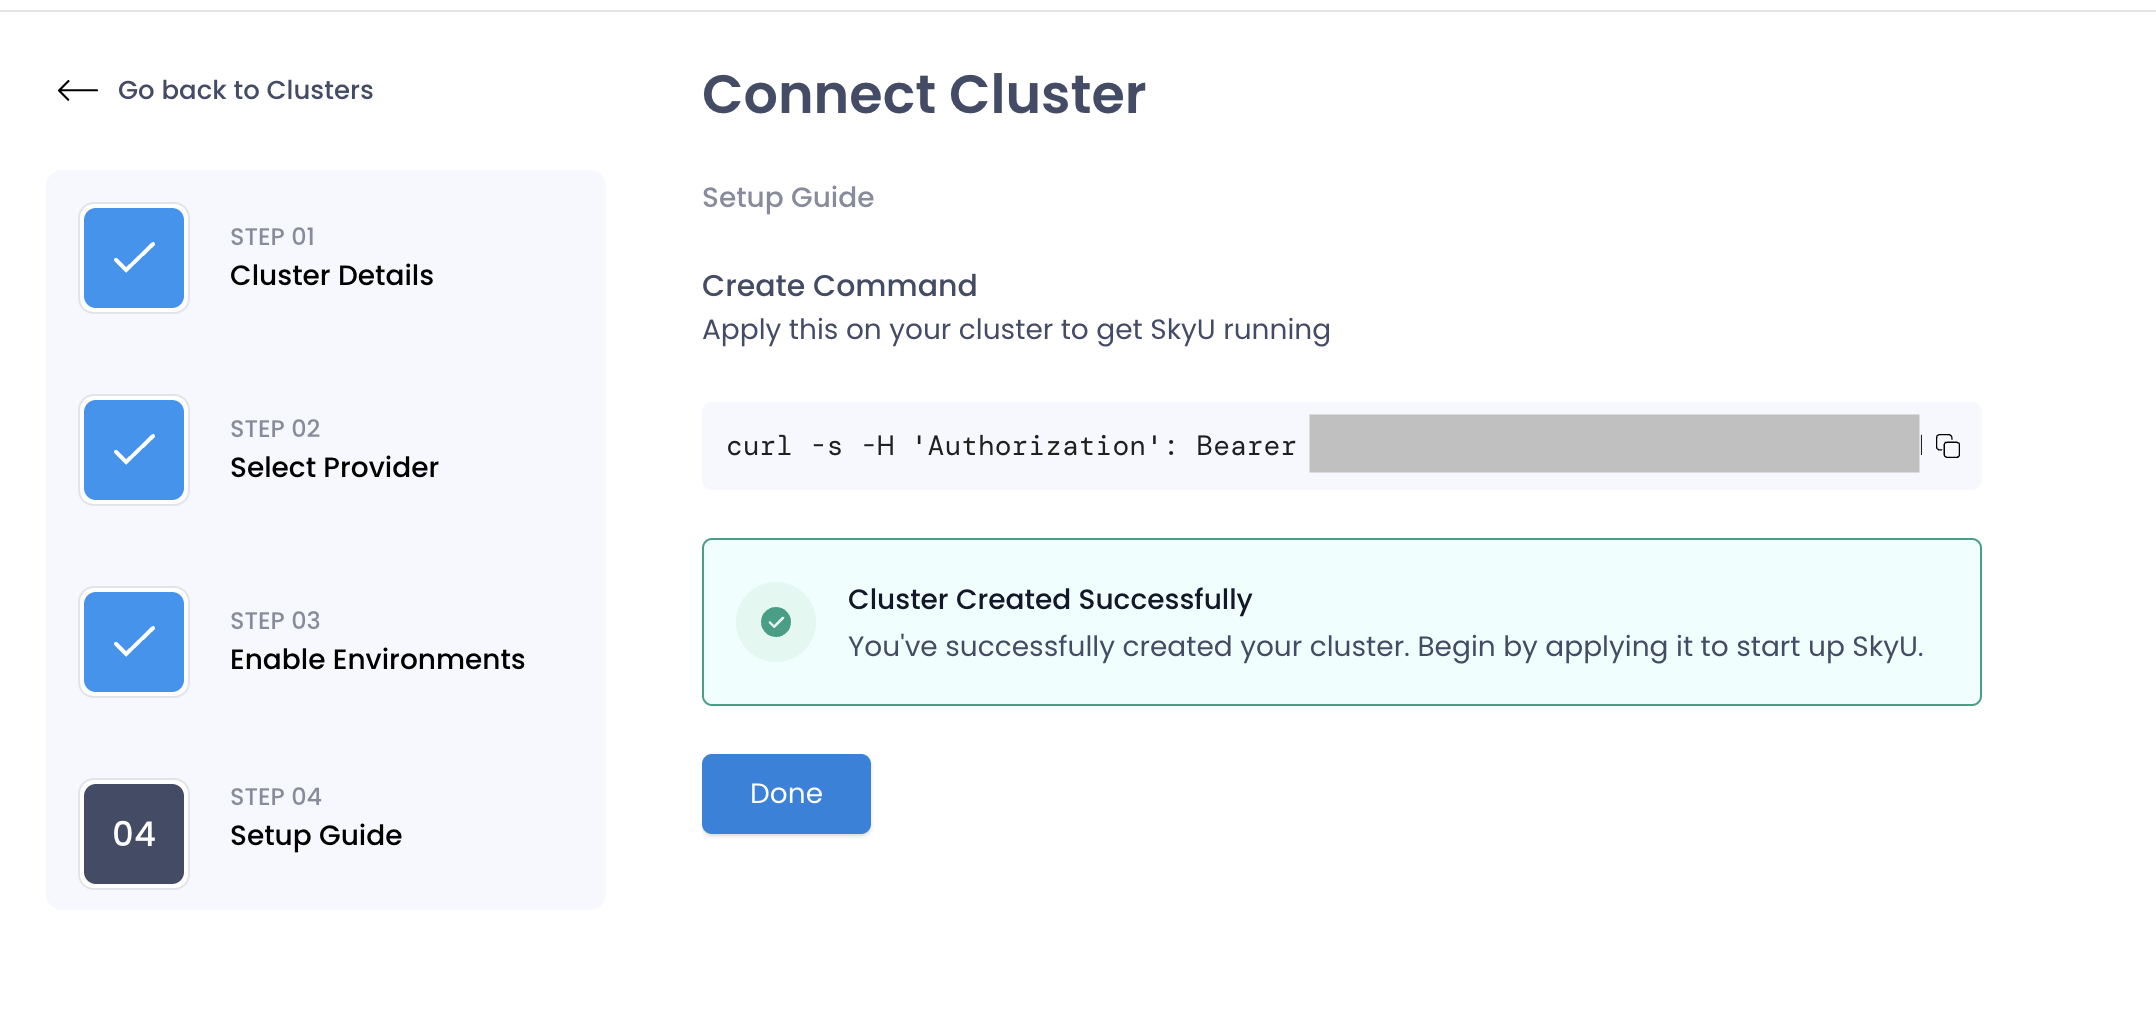 Go back to Clusters
STEP 01
Cluster Details
STEP 02
Select Provider
STEP 03
Enable Environments
STEP 04
04
Setup Guide
Connect Cluster
Setup Guide
Create Command
Apply this on your cluster to get SkyU running
curl -s -H 'Authorization': Bearer
Cluster Created Successfully
You've successfully created your cluster. Begin by applying it to start up SkyU.
Done